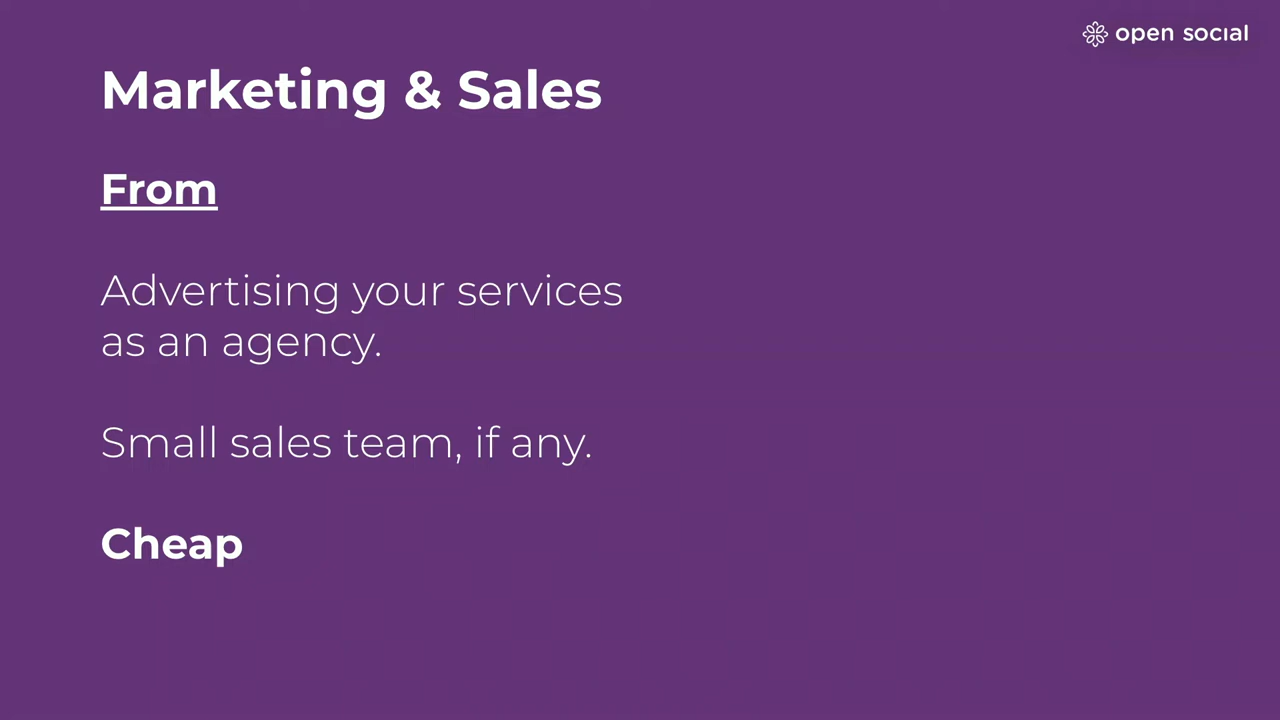 open social
Marketing & Sales
From
Advertising your services
as an agency.
Small sales team, if any.
Cheap